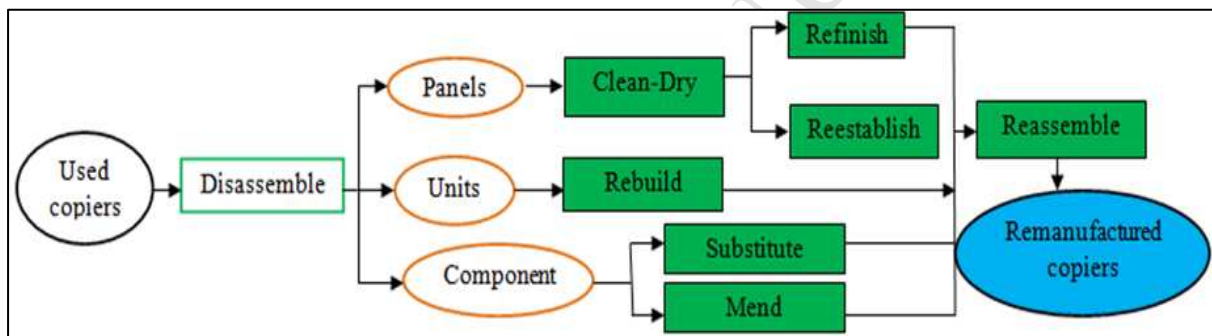 Used
copiers
Disassemble
Panels
Clean-Dry
Refinish
Reestablish
Units
Rebuild
Component
Substitute
Mend
Reassemble
Remanufactured
copiers